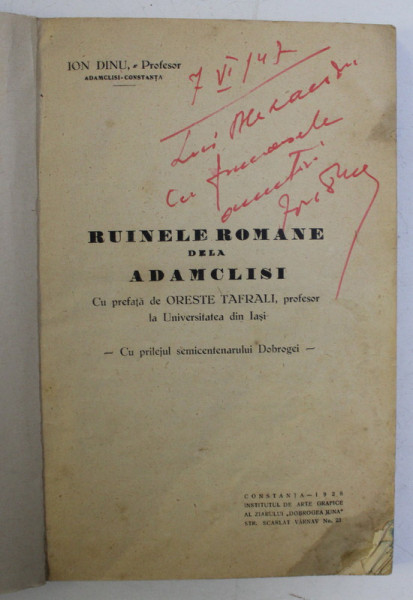 ION DINU, Profesor
ADAMCLISI-CONSTANȚA
7 VI/947
Lui Alexandru
Cu frumoasele
amintiri
RUINELE ROMANE
DELA
ADAMCLISI
Cu prefață de ORESTE TAFRALI, profesor
la Universitatea din Iași
— Cu prilejul semicentenarului Dobrogei —
CONSTANȚA—1928
INSTITUTUL DE ARTE GRAFICE
AL ZIARULUI „DOBROGEA JUNĂ"
STR. SCARLAT VÂRNAV No. 22